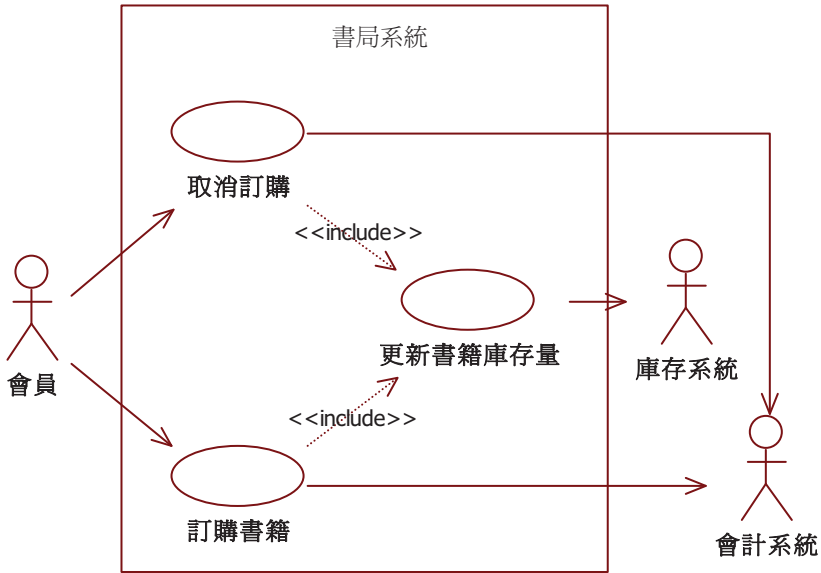 書局系統
取消訂購
<<include>>
更新書籍庫存量
庫存系統
會員
<<include>>
訂購書籍
會計系統